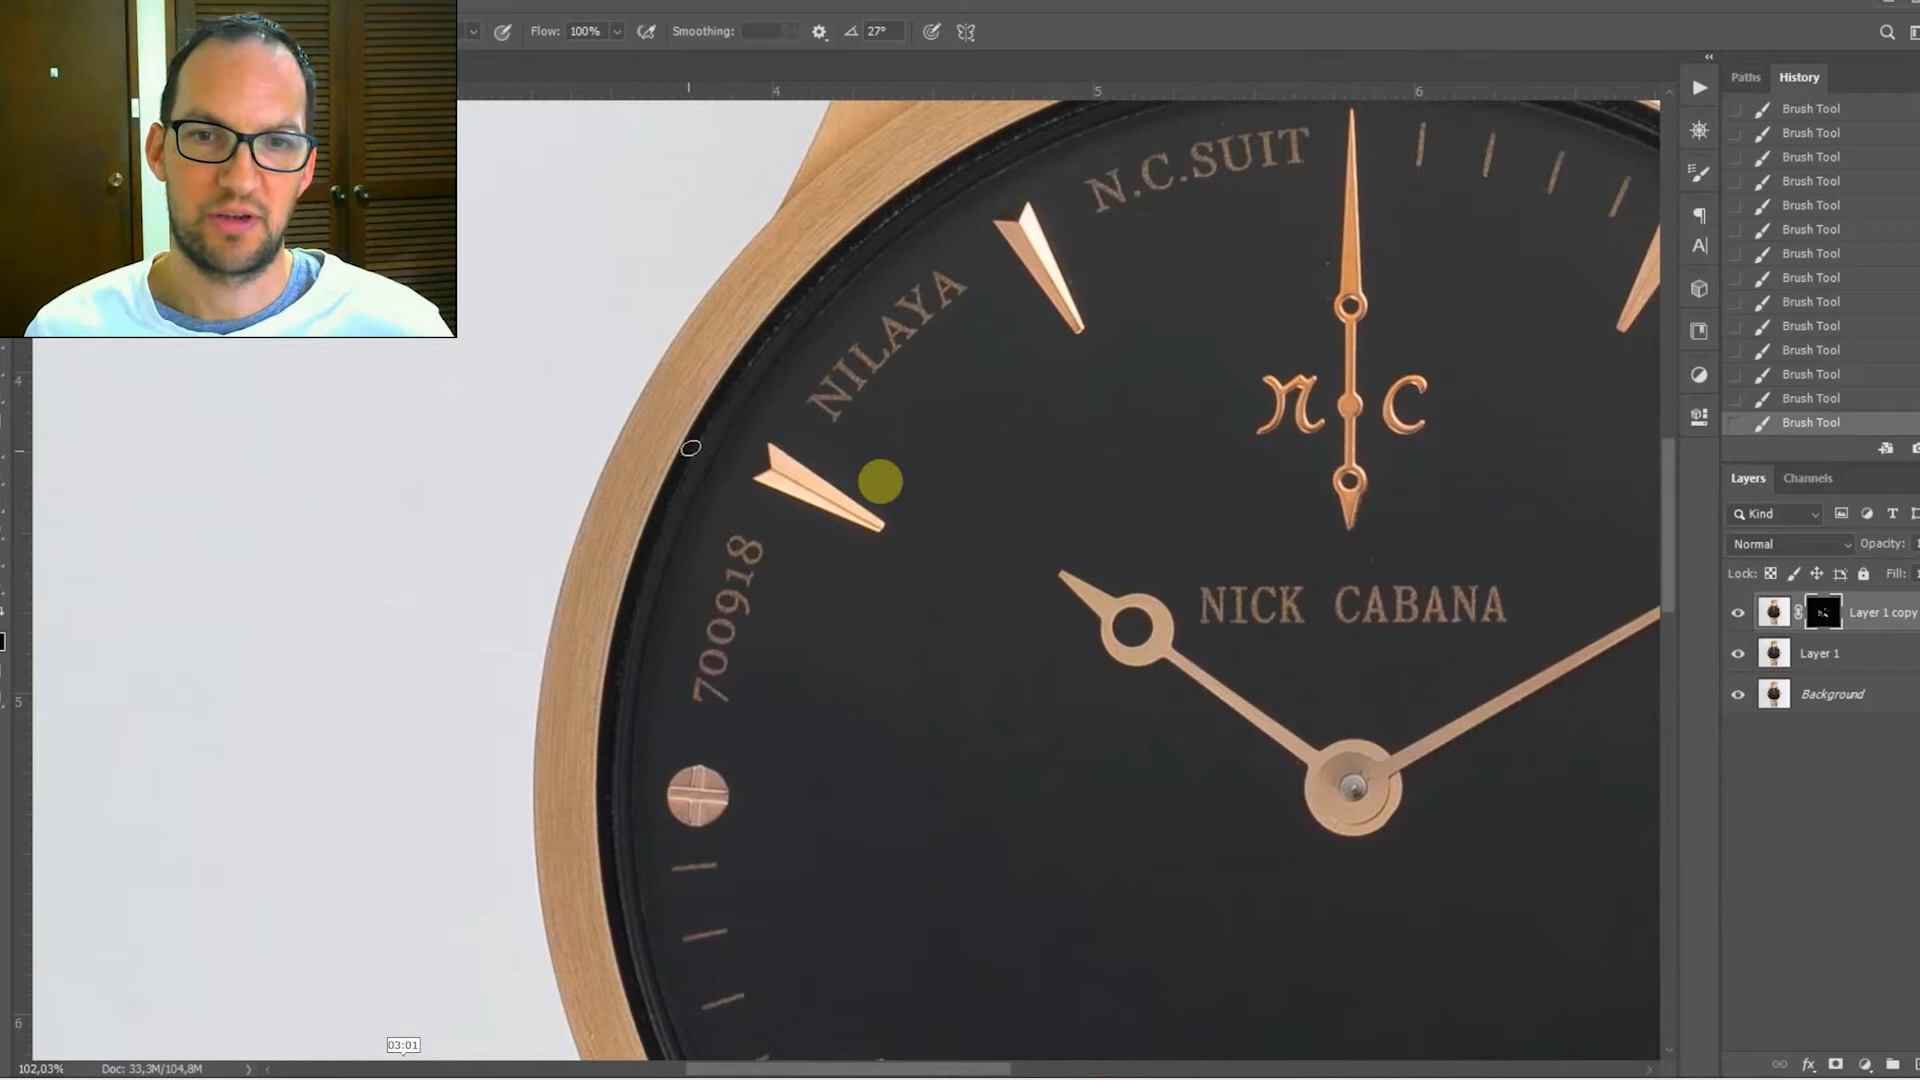 Flow: 100% Smoothing: 27°
4 5 6
Paths History
Brush Tool
Brush Tool
Brush Tool
Brush Tool
Brush Tool
Brush Tool
Brush Tool
Brush Tool
Brush Tool
Brush Tool
Brush Tool
Brush Tool
Brush Tool
Brush Tool
N.C.SUIT
NILAYA
n C
700918
NICK CABANA
4
5
6
Layers Channels
Kind
Normal Opacity:
Lock: Fill:
Layer 1 copy
Layer 1
Background
03:01
102,03% Doc: 33,3M/104,8M